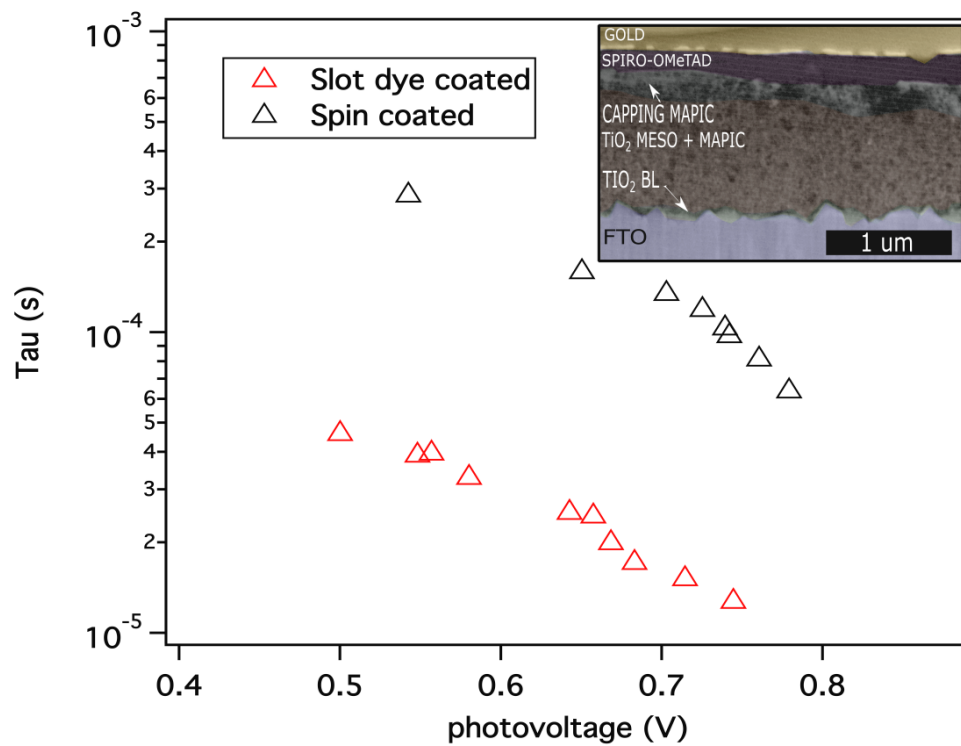 10⁻³
6
5
4
3
2
10⁻⁴
6
5
4
3
2
10⁻⁵
Tau (s)
Slot dye coated
Spin coated
GOLD
SPIRO-OMeTAD
CAPPING MAPIC
TiO₂ MESO + MAPIC
TIO₂ BL
FTO
1 um
0.4 0.5 0.6 0.7 0.8
photovoltage (V)